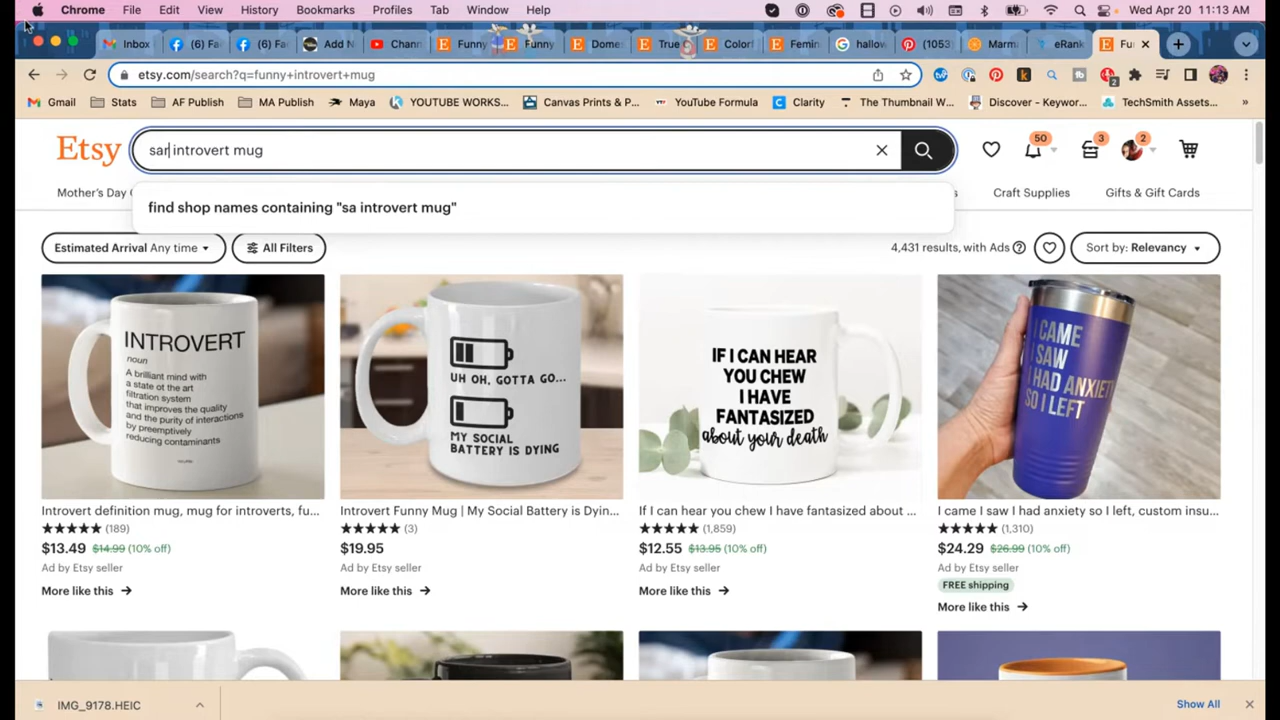 Chrome File Edit View History Bookmarks Profiles Tab Window Help Wed Apr 20 11:13 AM
Inbox (6) Fa (6) Fa Add N Chann Funny Funny Dome True Colorl Femin hallow (1053 Marm eRank Fu
etsy.com/search?q=funny+introvert+mug
Gmail Stats AF Publish MA Publish Maya YOUTUBE WORKS... Canvas Prints & P... YouTube Formula Clarity The Thumbnail W... Discover - Keywor... TechSmith Assets... »
Etsy sar introvert mug 50 3 2
Mother's Day Craft Supplies Gifts & Gift Cards
find shop names containing "sa introvert mug"
Estimated Arrival Any time All Filters 4,431 results, with Ads Sort by: Relevancy
INTROVERT
noun
A brilliant mind with
a state ot the art
filtration system
that improves the quality
and the purity of interactions
by preemptively
reducing contaminants
UH OH, GOTTA GO...
MY SOCIAL
BATTERY IS DYING
IF I CAN HEAR
YOU CHEW
I HAVE
FANTASIZED
about your death
I CAME
I SAW
I HAD ANXIETY
SO I LEFT
Introvert definition mug, mug for introverts, fu...
(189)
$13.49 $14.99 (10% off)
Ad by Etsy seller
More like this →
Introvert Funny Mug | My Social Battery is Dyin...
(3)
$19.95
Ad by Etsy seller
More like this →
If I can hear you chew I have fantasized about ...
(1,859)
$12.55 $13.95 (10% off)
Ad by Etsy seller
More like this →
I came I saw I had anxiety so I left, custom insu...
(1,310)
$24.29 $26.99 (10% off)
Ad by Etsy seller
FREE shipping
More like this →
IMG_9178.HEIC Show All